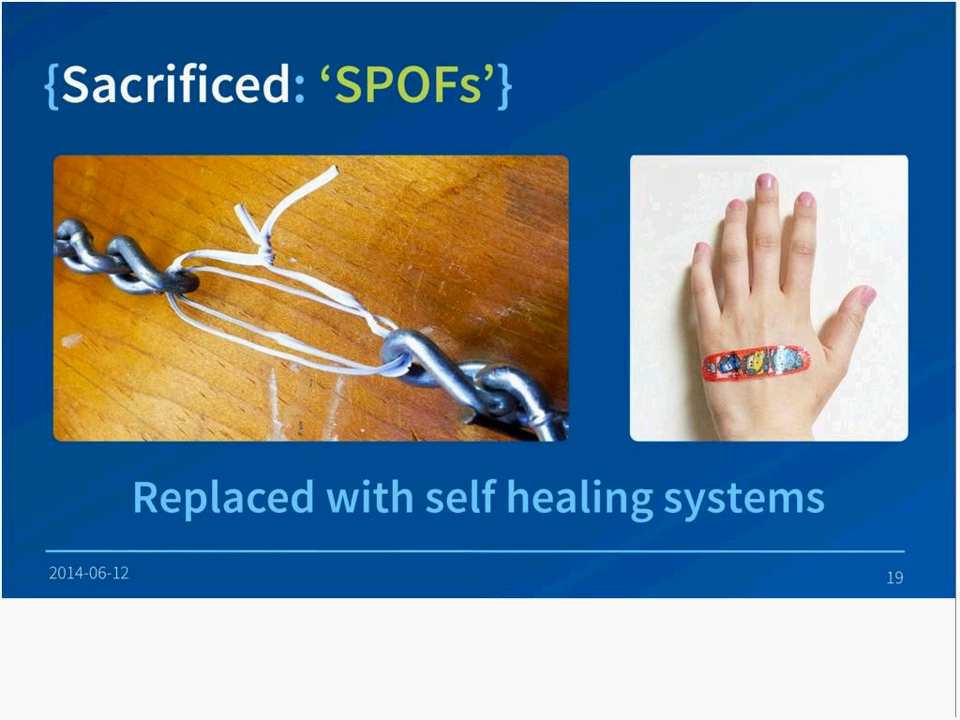 {Sacrificed: ‘SPOFs’}
Replaced with self healing systems
2014-06-12
19